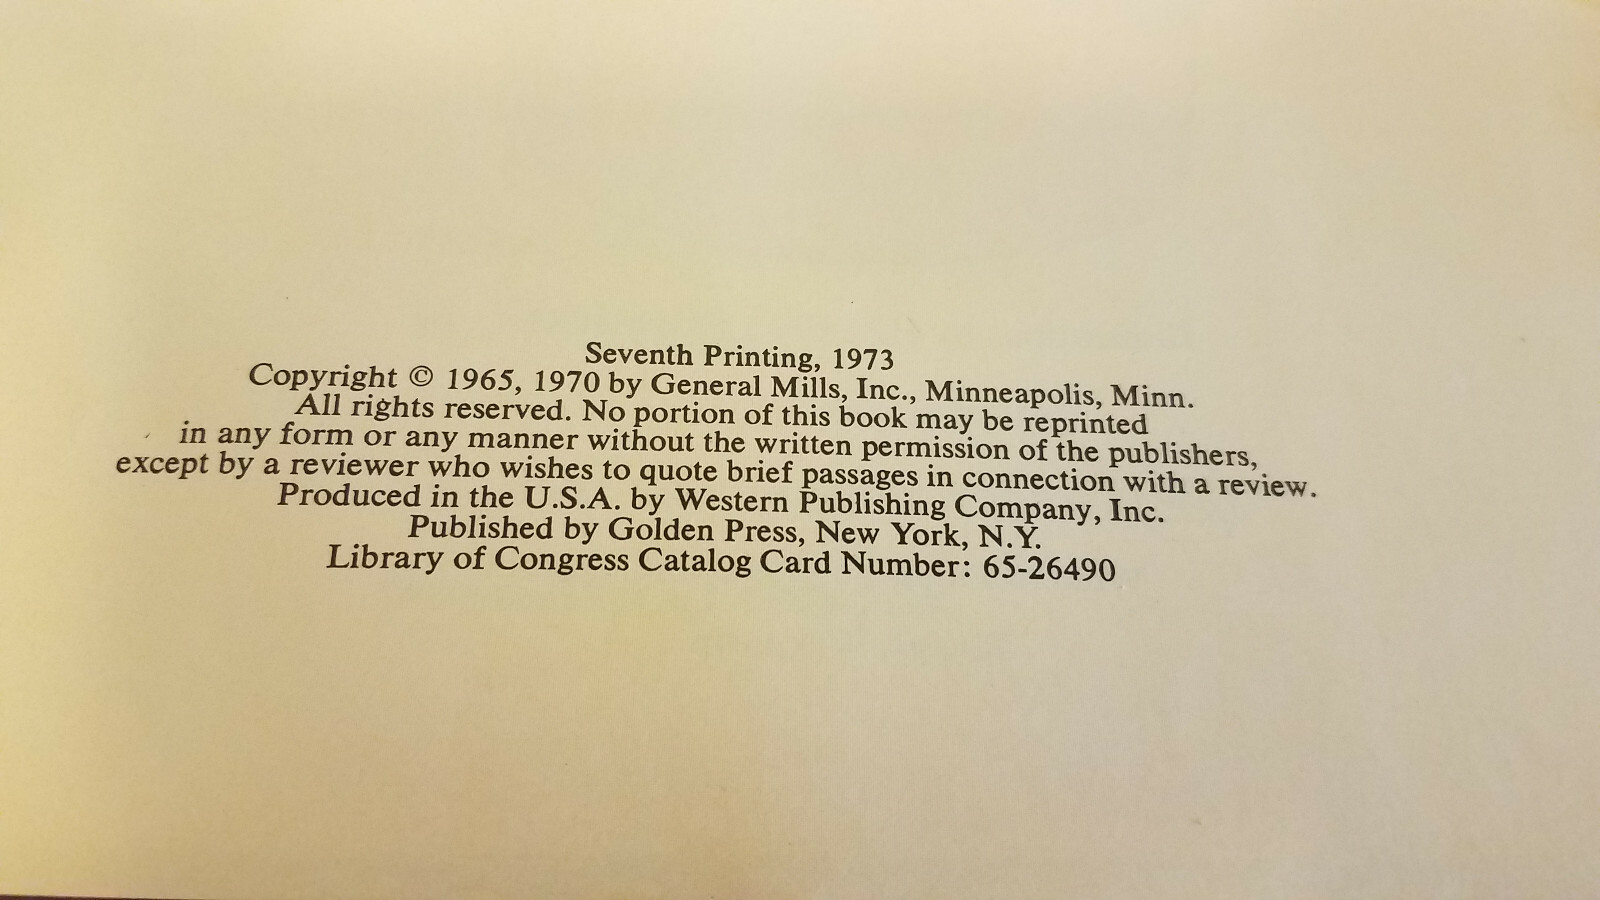 Seventh Printing, 1973
Copyright © 1965, 1970 by General Mills, Inc., Minneapolis, Minn.
All rights reserved. No portion of this book may be reprinted
in any form or any manner without the written permission of the publishers,
except by a reviewer who wishes to quote brief passages in connection with a review.
Produced in the U.S.A. by Western Publishing Company, Inc.
Published by Golden Press, New York, N.Y.
Library of Congress Catalog Card Number: 65-26490